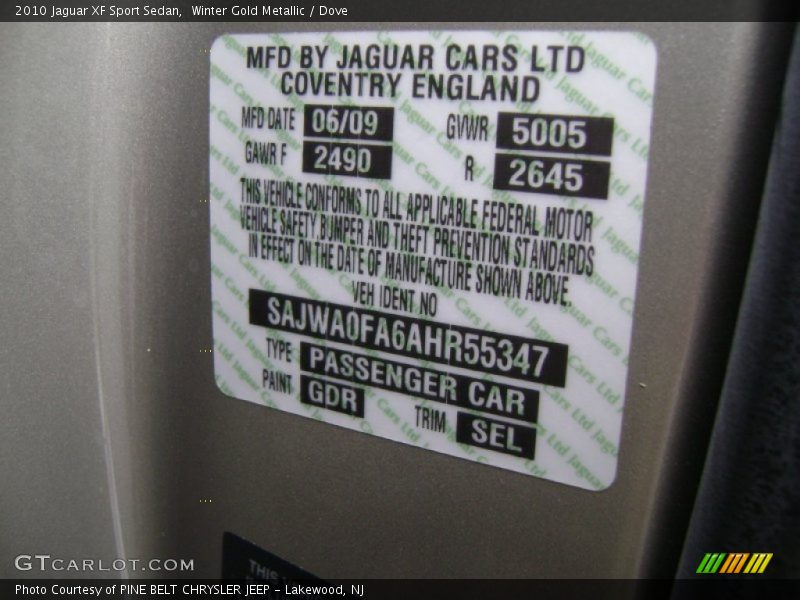 2010 Jaguar XF Sport Sedan,  Winter Gold Metallic / Dove
MFD BY JAGUAR CARS LTD
COVENTRY ENGLAND
MFD DATE 06/09 GVWR 5005
GAWR F 2490 R 2645
THIS VEHICLE CONFORMS TO ALL APPLICABLE FEDERAL MOTOR
VEHICLE SAFETY, BUMPER AND THEFT PREVENTION STANDARDS
IN EFFECT ON THE DATE OF MANUFACTURE SHOWN ABOVE.
VEH IDENT NO
SAJWA0FA6AHR55347
TYPE PASSENGER CAR
PAINT GDR TRIM SEL
THIS
GTCARLOT.COM
Photo Courtesy of PINE BELT CHRYSLER JEEP - Lakewood, NJ